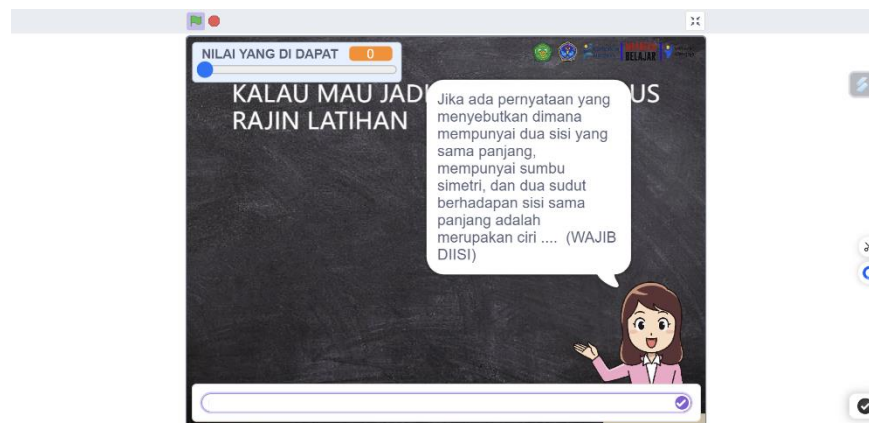 NILAI YANG DI DAPAT 0
KALAU MAU JADI US
RAJIN LATIHAN
Jika ada pernyataan yang
menyebutkan dimana
mempunyai dua sisi yang
sama panjang,
mempunyai sumbu
simetri, dan dua sudut
berhadapan sisi sama
panjang adalah
merupakan ciri .... (WAJIB
DIISI)
BELAJAR